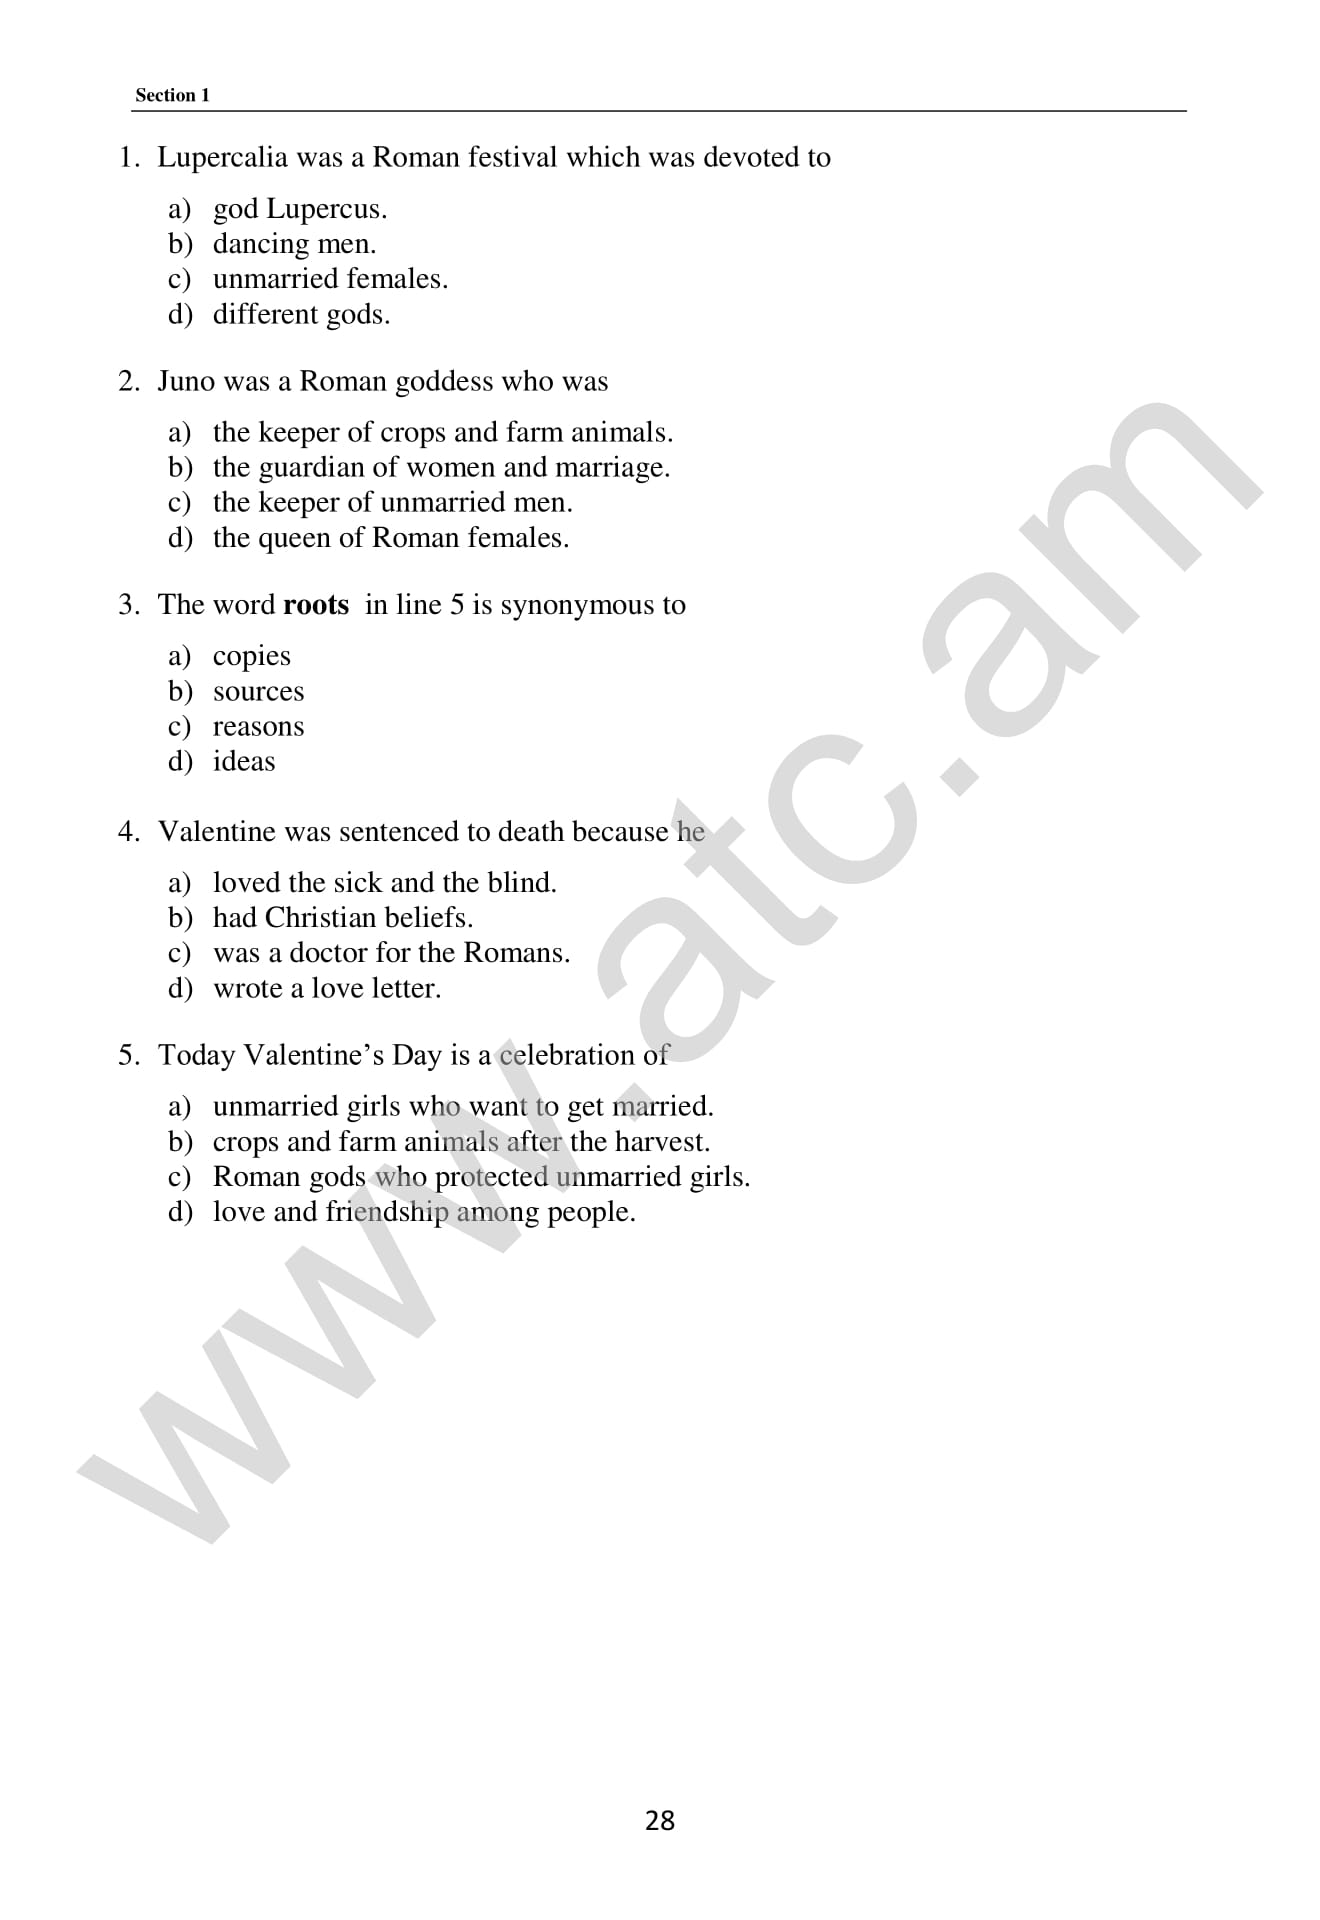 Section 1
1. Lupercalia was a Roman festival which was devoted to
a) god Lupercus.
b) dancing men.
c) unmarried females.
d) different gods.
2. Juno was a Roman goddess who was
a) the keeper of crops and farm animals.
b) the guardian of women and marriage.
c) the keeper of unmarried men.
d) the queen of Roman females.
3. The word roots in line 5 is synonymous to
a) copies
b) sources
c) reasons
d) ideas
4. Valentine was sentenced to death because he
a) loved the sick and the blind.
b) had Christian beliefs.
c) was a doctor for the Romans.
d) wrote a love letter.
5. Today Valentine’s Day is a celebration of
a) unmarried girls who want to get married.
b) crops and farm animals after the harvest.
c) Roman gods who protected unmarried girls.
d) love and friendship among people.
www.atc.am
28